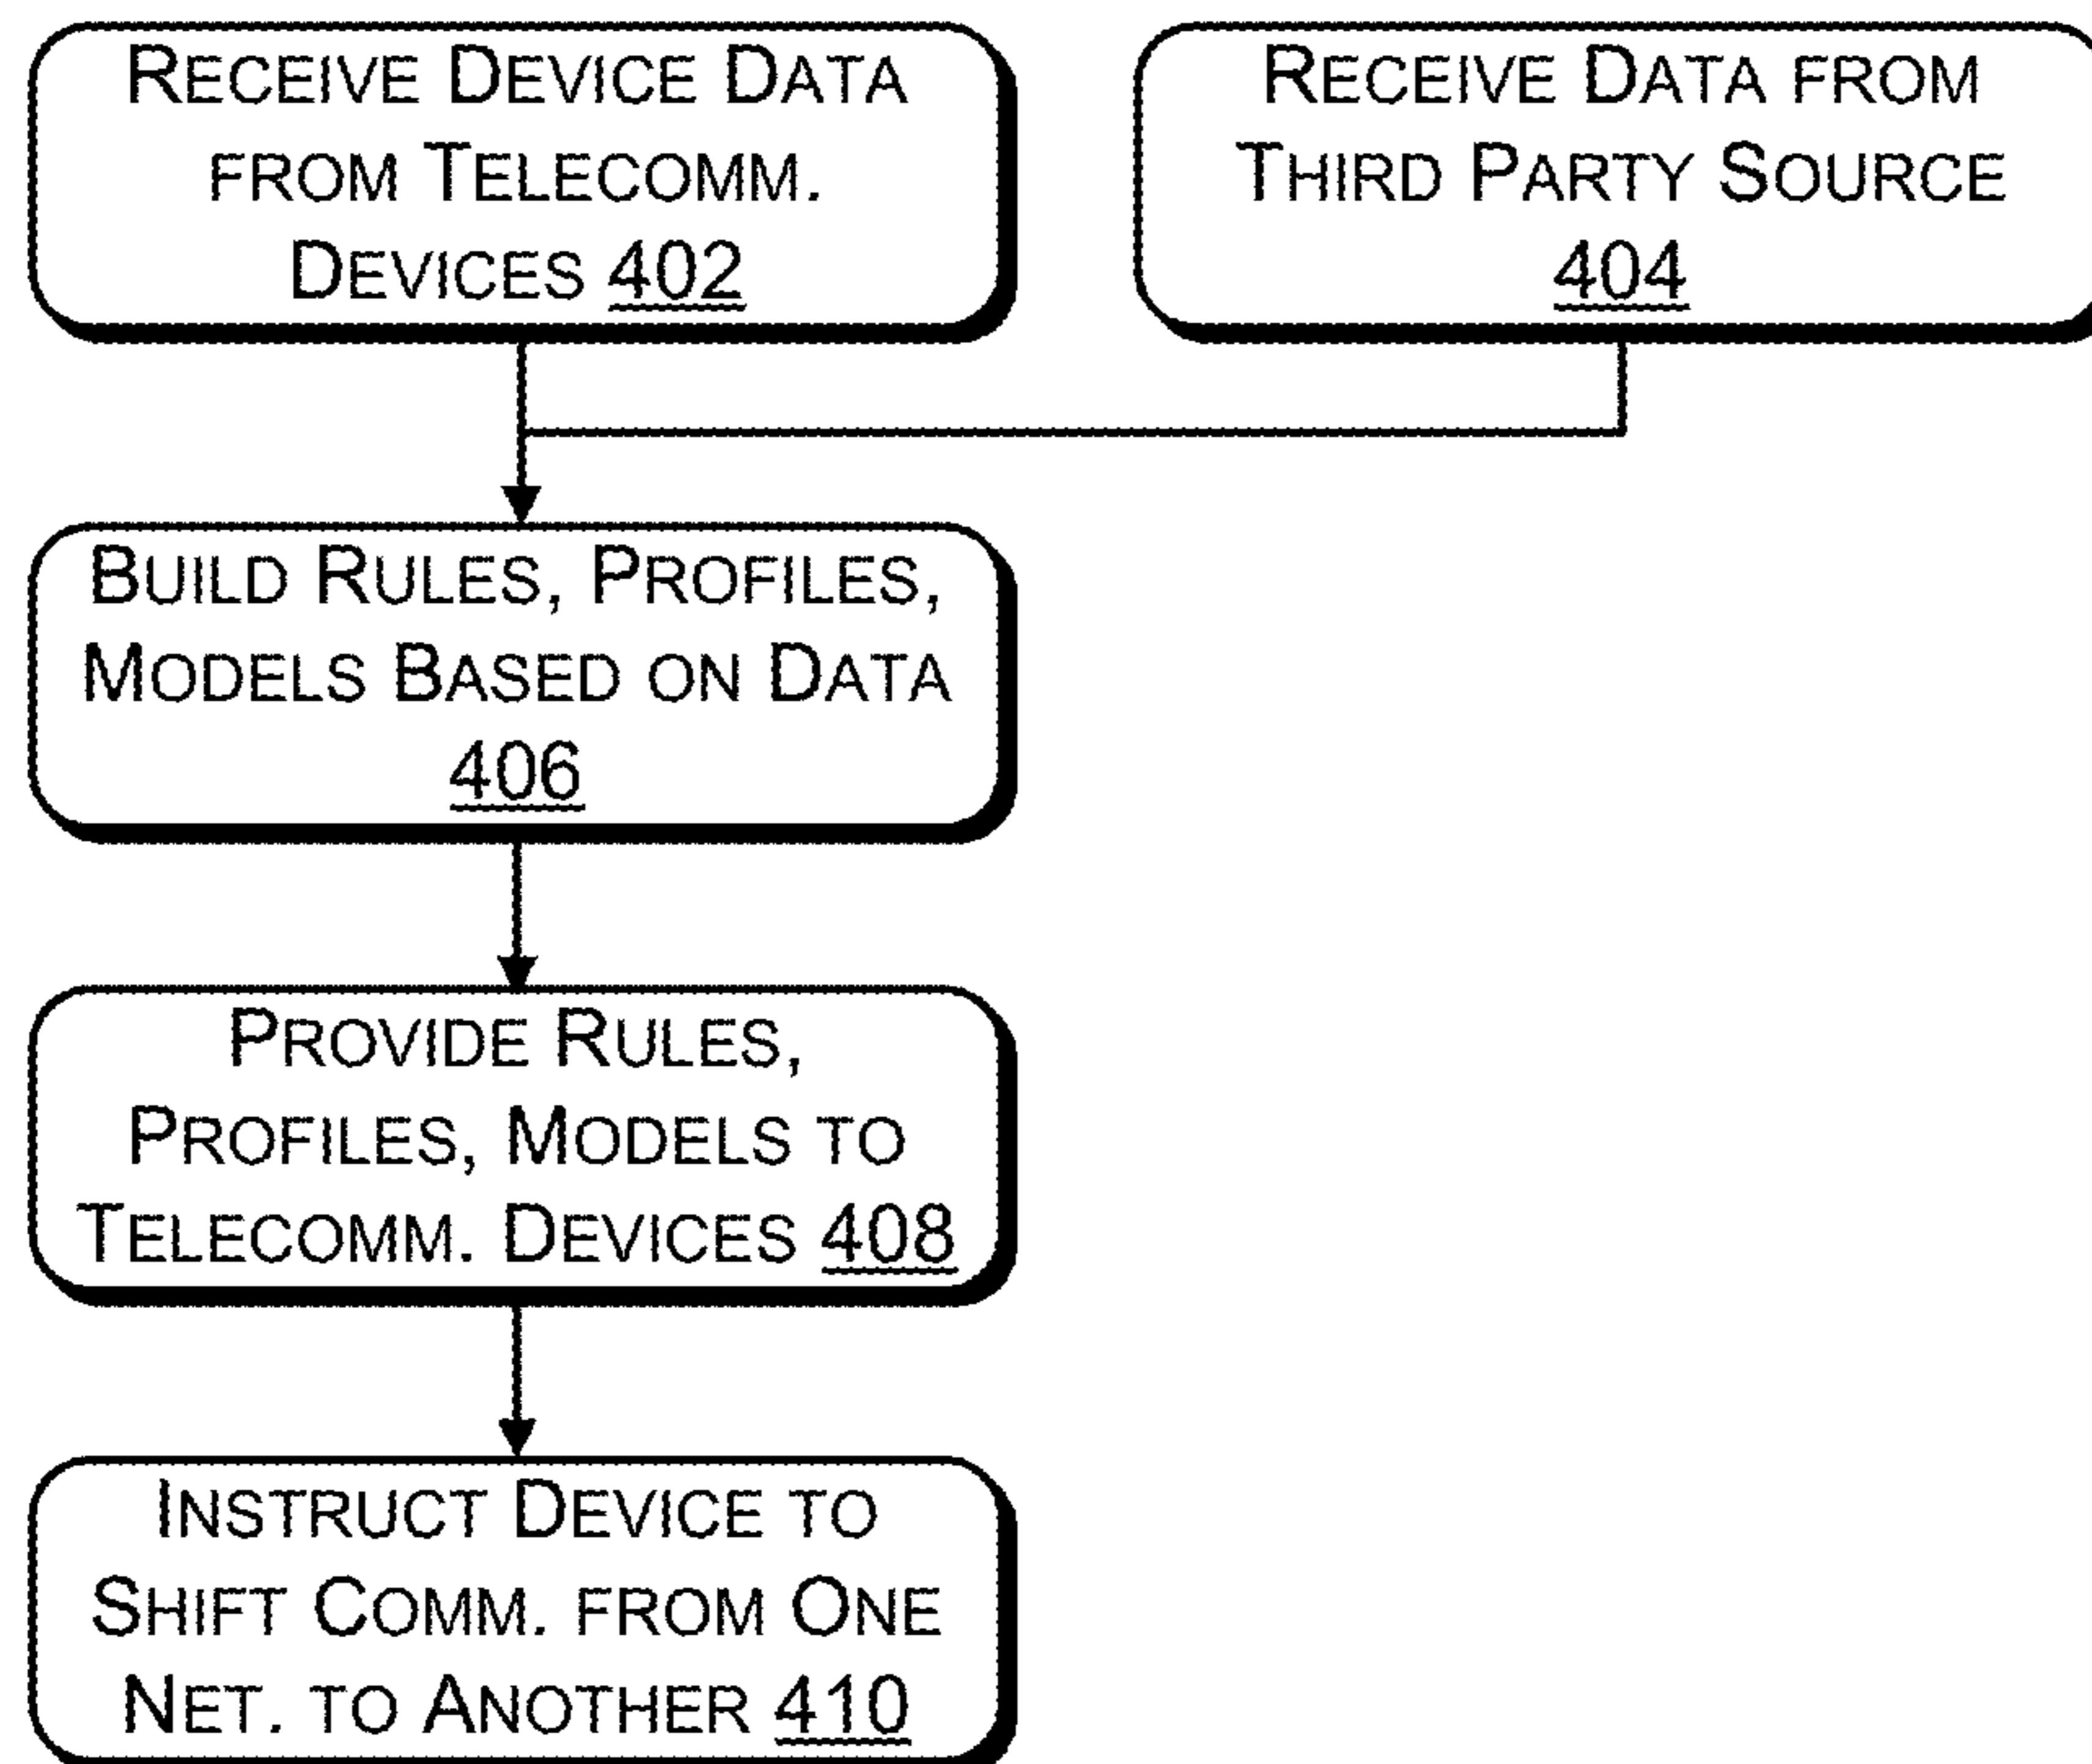 RECEIVE DEVICE DATA
FROM TELECOMM.
DEVICES 402
RECEIVE DATA FROM
THIRD PARTY SOURCE
404
BUILD RULES, PROFILES,
MODELS BASED ON DATA
406
PROVIDE RULES,
PROFILES, MODELS TO
TELECOMM. DEVICES 408
INSTRUCT DEVICE TO
SHIFT COMM. FROM ONE
NET. TO ANOTHER 410